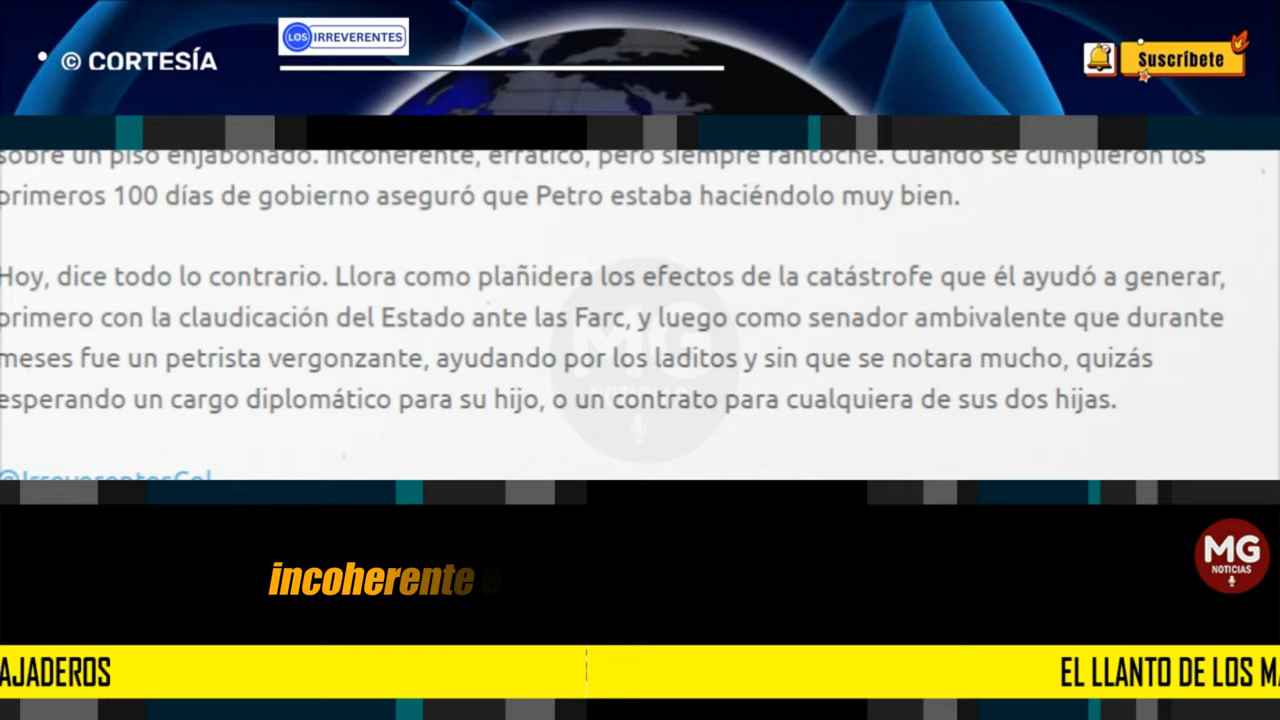 © CORTESÍA
LOS IRREVERENTES
Suscríbete
sobre un piso enjabonado. Incoherente, errático, pero siempre fantoche. Cuando se cumplieron los
primeros 100 días de gobierno aseguró que Petro estaba haciéndolo muy bien.
Hoy, dice todo lo contrario. Llora como plañidera los efectos de la catástrofe que él ayudó a generar,
primero con la claudicación del Estado ante las Farc, y luego como senador ambivalente que durante
meses fue un petrista vergonzante, ayudando por los laditos y sin que se notara mucho, quizás
esperando un cargo diplomático para su hijo, o un contrato para cualquiera de sus dos hijas.
@IrreverentesCol
incoherente e
MG
NOTICIAS
AJADEROS
EL LLANTO DE LOS MA